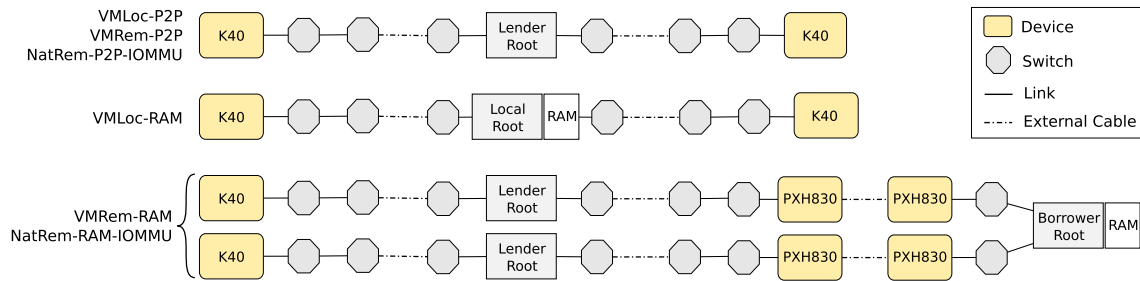 VMLoc-P2P
VMRem-P2P
NatRem-P2P-IOMMU
K40
Lender
Root
K40
Device
Switch
Link
External Cable
VMLoc-RAM
K40
Local
Root
RAM
K40
VMRem-RAM
NatRem-RAM-IOMMU
K40
Lender
Root
PXH830
PXH830
K40
Lender
Root
PXH830
PXH830
Borrower
Root
RAM